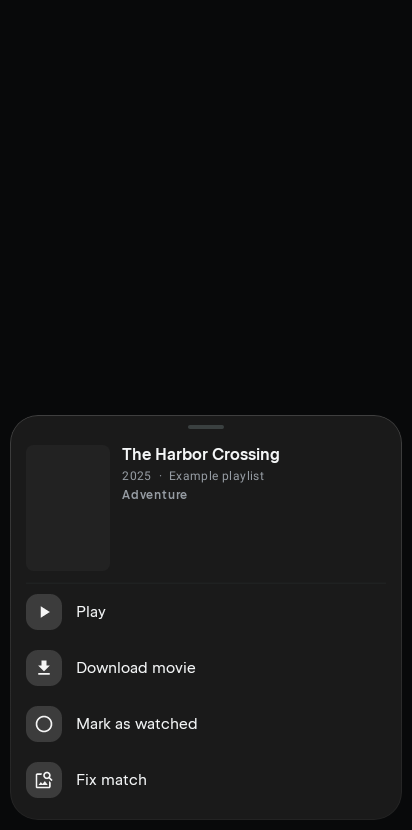 The Harbor Crossing
2025 · Example playlist
Adventure
Play
Download movie
Mark as watched
Fix match